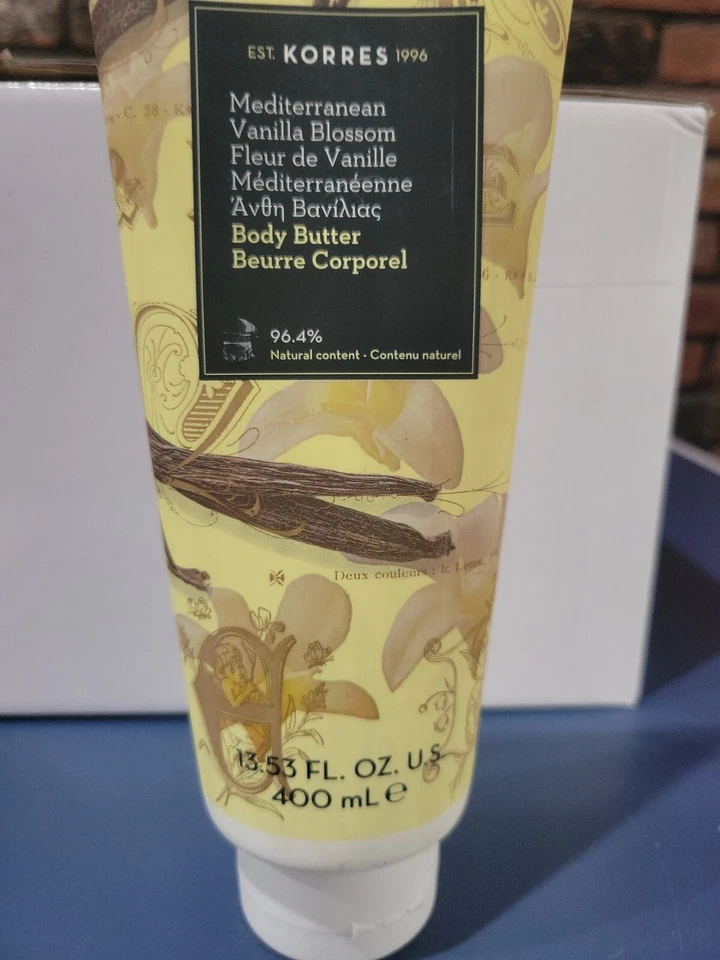 EST. KORRES 1996
Mediterranean
Vanilla Blossom
Fleur de Vanille
Méditerranéenne
Άνθη Βανίλιας
Body Butter
Beurre Corporel
96.4%
Natural content - Contenu naturel
Deux couleurs : le
13.53 FL. OZ. U.S
400 mL ℮